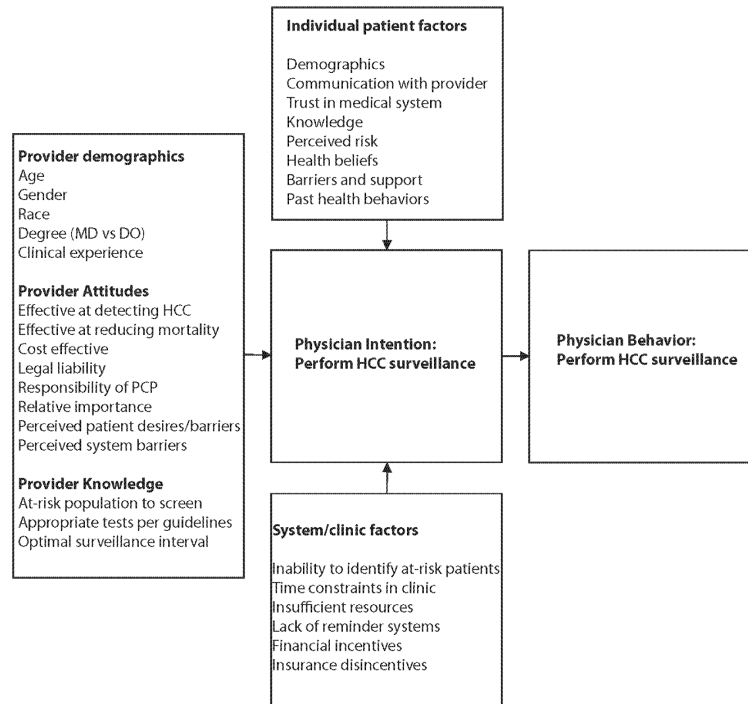 Individual patient factors
Demographics
Communication with provider
Trust in medical system
Knowledge
Perceived risk
Health beliefs
Barriers and support
Past health behaviors
Provider demographics
Age
Gender
Race
Degree (MD vs DO)
Clinical experience
Provider Attitudes
Effective at detecting HCC
Effective at reducing mortality
Cost effective
Legal liability
Responsibility of PCP
Relative importance
Perceived patient desires/barriers
Perceived system barriers
Provider Knowledge
At-risk population to screen
Appropriate tests per guidelines
Optimal surveillance interval
Physician Intention:
Perform HCC surveillance
Physician Behavior:
Perform HCC surveillance
System/clinic factors
Inability to identify at-risk patients
Time constraints in clinic
Insufficient resources
Lack of reminder systems
Financial incentives
Insurance disincentives